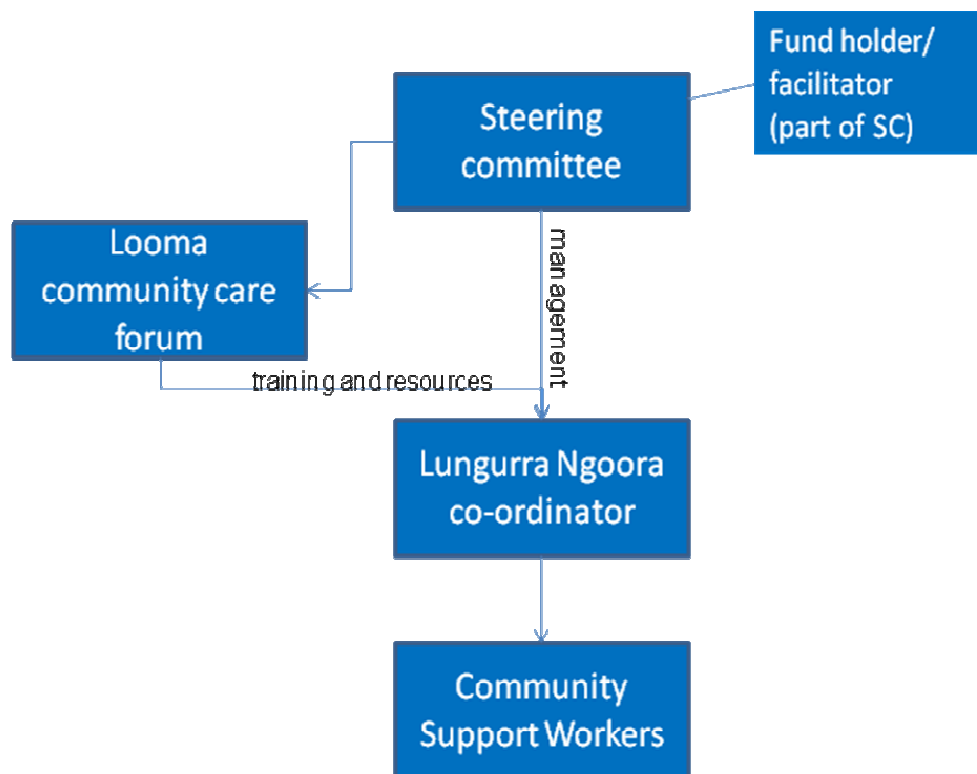 Fund holder/
facilitator
(part of SC)
Steering
committee
management
Looma
community care
forum
training and resources
Lungurra Ngoora
co-ordinator
Community
Support Workers